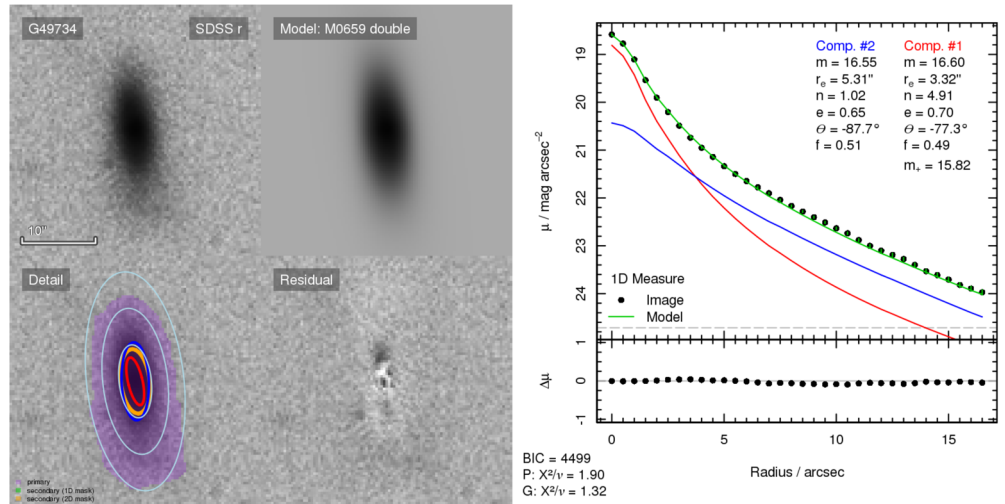 G49734
SDSS r
Model: M0659 double
10"
Detail
Residual
primary
secondary (1D mask)
secondary (2D mask)
μ / mag arcsec⁻²
19
20
21
22
23
24
Comp. #2
m = 16.55
rₑ = 5.31"
n = 1.02
e = 0.65
Θ = -87.7°
f = 0.51
Comp. #1
m = 16.60
rₑ = 3.32"
n = 4.91
e = 0.70
Θ = -77.3°
f = 0.49
m₊ = 15.82
1D Measure
Image
Model
Δμ
1
0
-1
0
5
10
15
Radius / arcsec
BIC = 4499
P: X²/ν = 1.90
G: X²/ν = 1.32